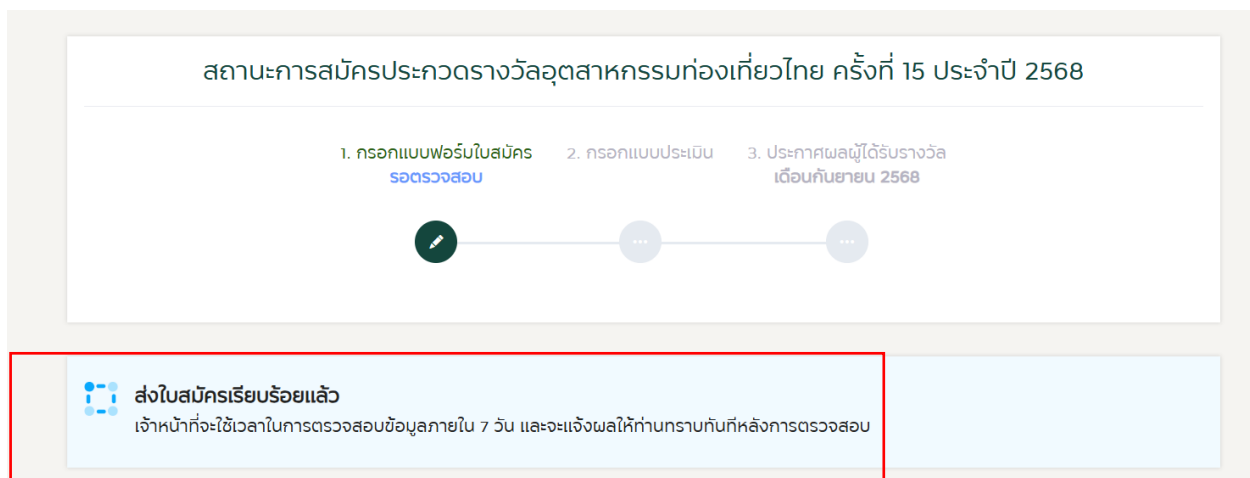 สถานะการสมัครประกวดรางวัลอุตสาหกรรมท่องเที่ยวไทย ครั้งที่ 15 ประจำปี 2568
1. กรอกแบบฟอร์มใบสมัคร
รอตรวจสอบ
2. กรอกแบบประเมิน
3. ประกาศผลผู้ได้รับรางวัล
เดือนกันยายน 2568
ส่งใบสมัครเรียบร้อยแล้ว
เจ้าหน้าที่จะใช้เวลาในการตรวจสอบข้อมูลภายใน 7 วัน และจะแจ้งผลให้ท่านทราบทันทีหลังการตรวจสอบ